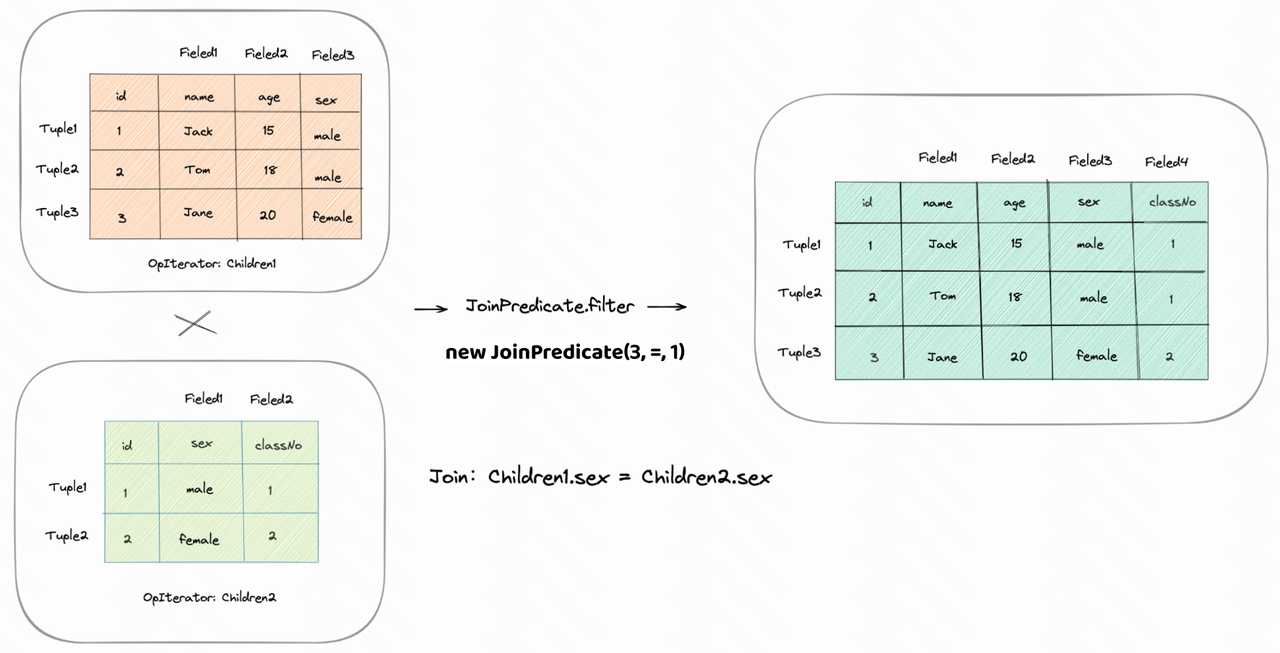 Fieled1 Fieled2 Fieled3
id name age sex
Tuple1 1 Jack 15 male
Tuple2 2 Tom 18 male
Tuple3 3 Jane 20 female
OpIterator: Children1
Fieled1 Fieled2
id sex classNo
Tuple1 1 male 1
Tuple2 2 female 2
OpIterator: Children2
JoinPredicate.filter
new JoinPredicate(3, =, 1)
Join: Children1.sex = Children2.sex
Fieled1 Fieled2 Fieled3 Fieled4
id name age sex classNo
Tuple1 1 Jack 15 male 1
Tuple2 2 Tom 18 male 1
Tuple3 3 Jane 20 female 2